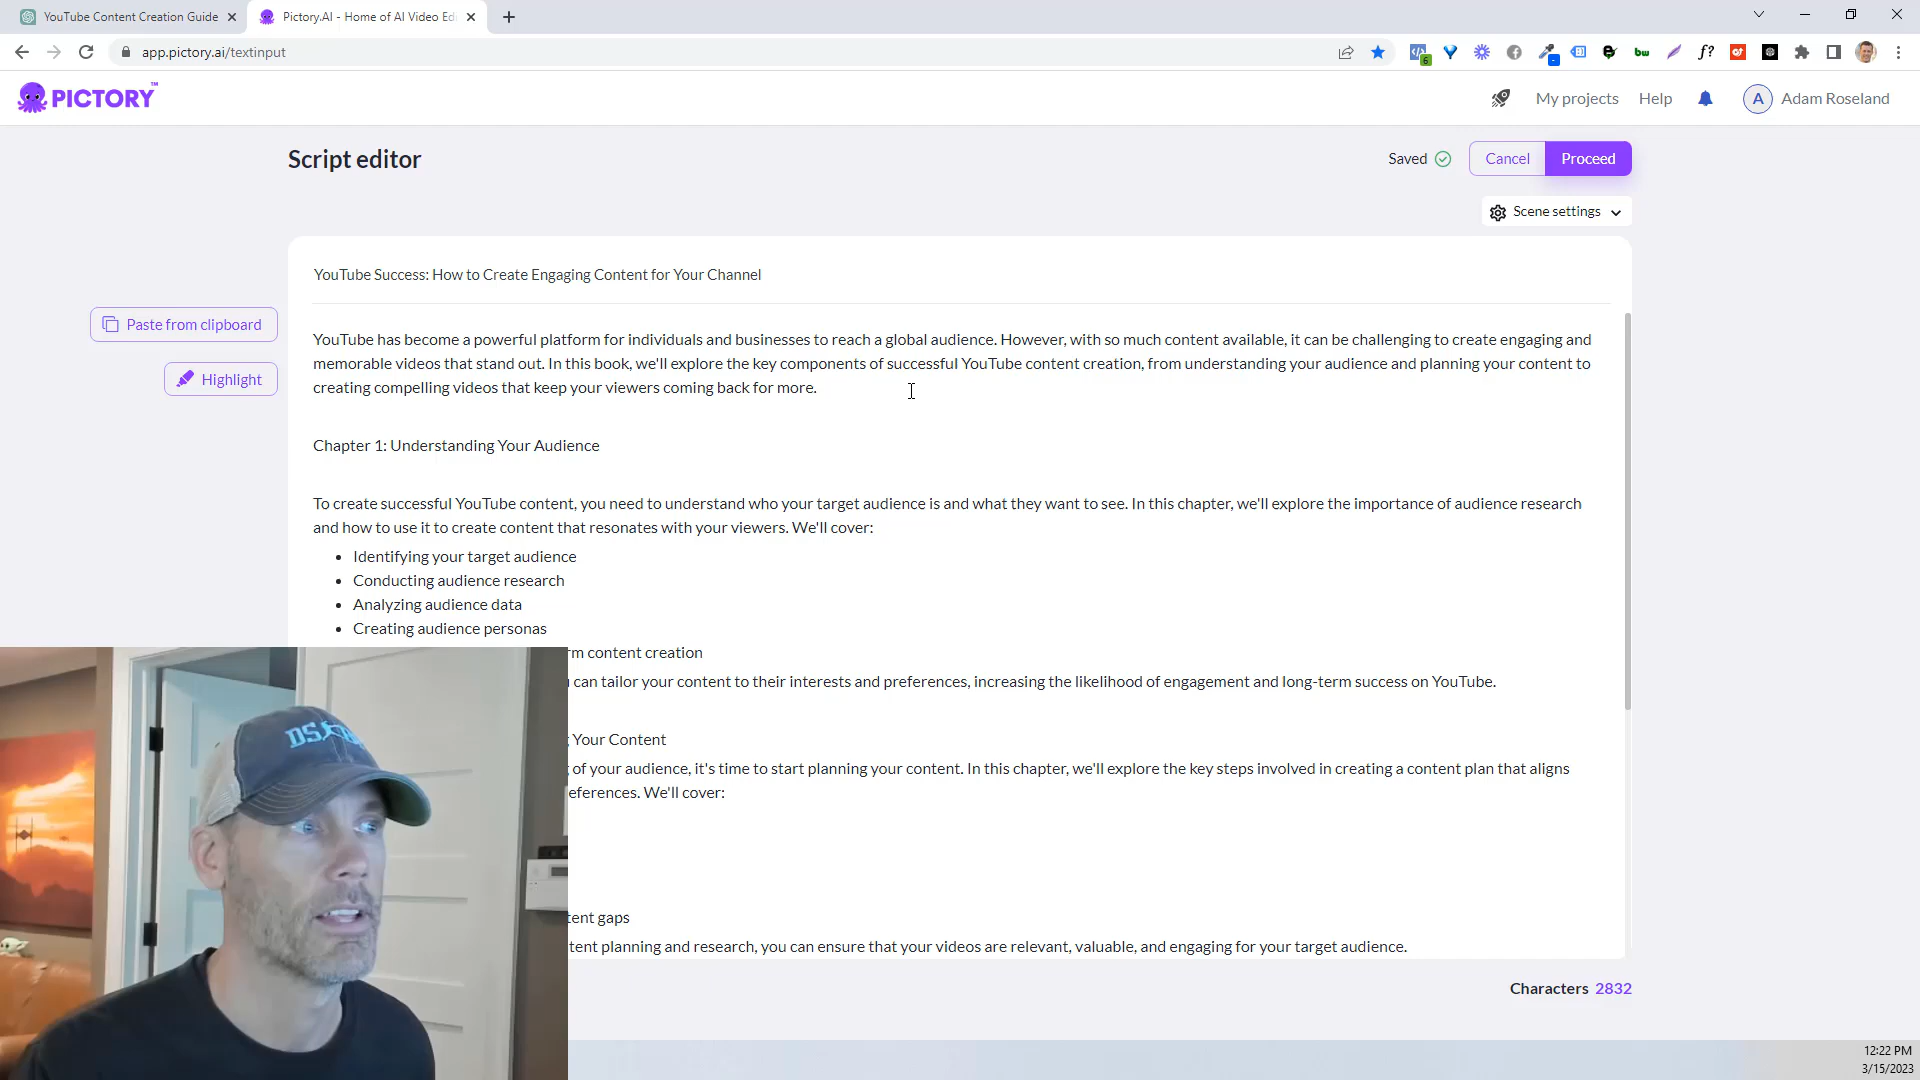 YouTube Content Creation Guide
Pictory.AI - Home of AI Video Edi
app.pictory.ai/textinput
6
f?
bw
PICTORY
My projects
Help
A
Adam Roseland
Script editor
Saved
Cancel
Proceed
Scene settings
YouTube Success: How to Create Engaging Content for Your Channel
Paste from clipboard
Highlight
YouTube has become a powerful platform for individuals and businesses to reach a global audience. However, with so much content available, it can be challenging to create engaging and
memorable videos that stand out. In this book, we'll explore the key components of successful YouTube content creation, from understanding your audience and planning your content to
creating compelling videos that keep your viewers coming back for more.
Chapter 1: Understanding Your Audience
To create successful YouTube content, you need to understand who your target audience is and what they want to see. In this chapter, we'll explore the importance of audience research
and how to use it to create content that resonates with your viewers. We'll cover:
• Identifying your target audience
• Conducting audience research
• Analyzing audience data
• Creating audience personas
rm content creation
can tailor your content to their interests and preferences, increasing the likelihood of engagement and long-term success on YouTube.
g Your Content
g of your audience, it's time to start planning your content. In this chapter, we'll explore the key steps involved in creating a content plan that aligns
eferences. We'll cover:
tent gaps
tent planning and research, you can ensure that your videos are relevant, valuable, and engaging for your target audience.
Characters 2832
12:22 PM
3/15/2023